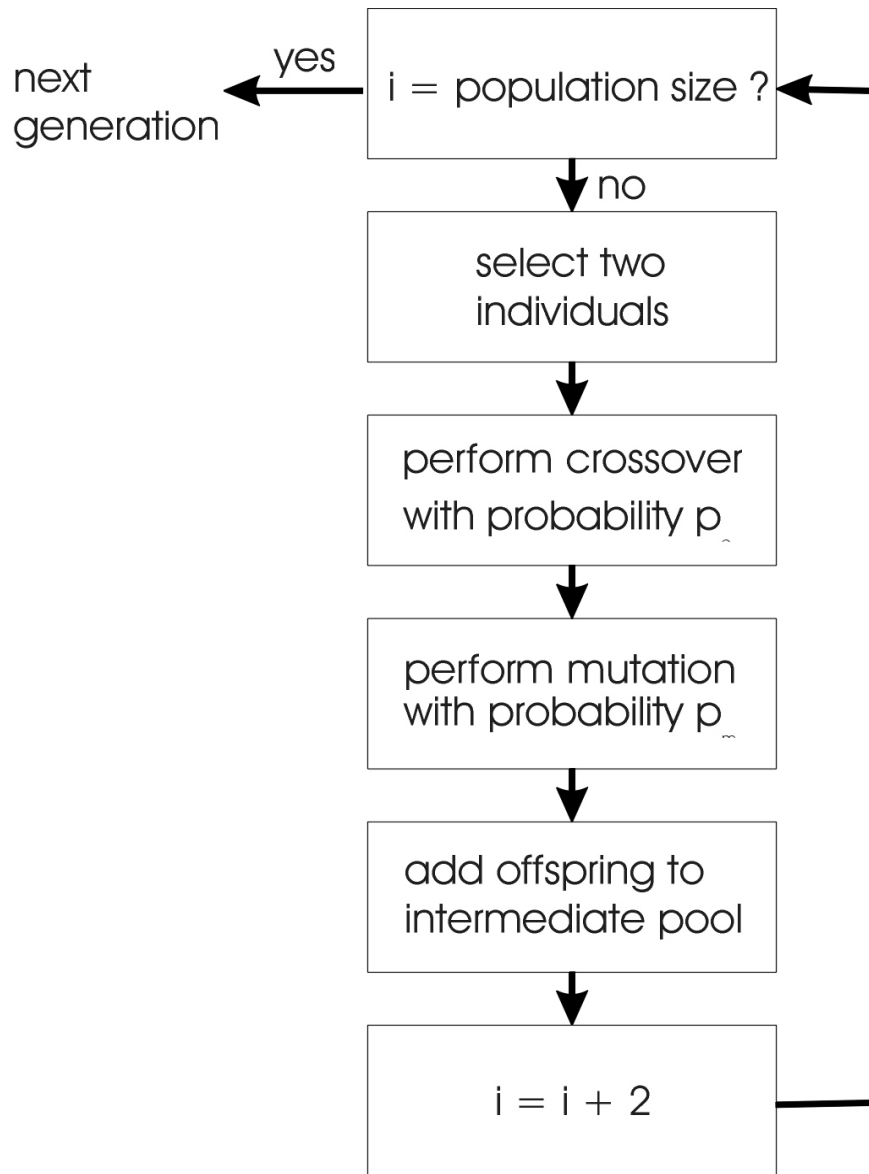 yes
next
generation
i = population size ?
no
select two
individuals
perform crossover
with probability p
perform mutation
with probability p m
add offspring to
intermediate pool
i = i + 2